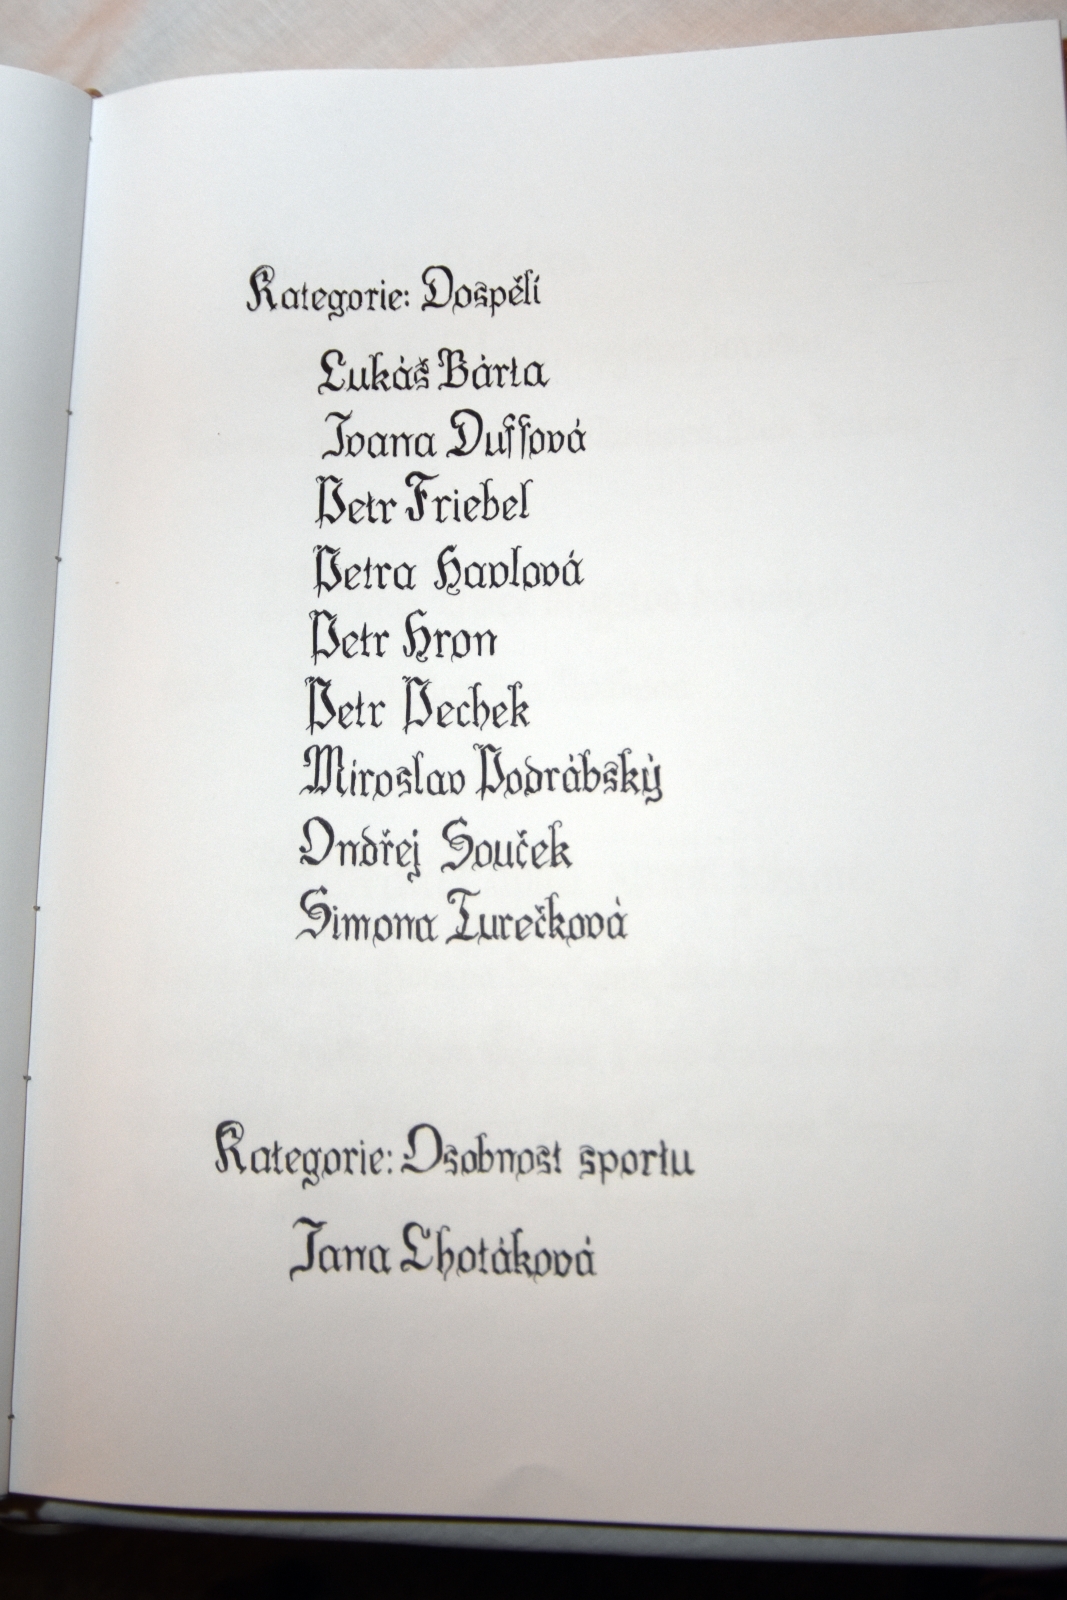 Kategorie: Dospělí
Lukáš Bárta
Ivana Duffová
Petr Friebel
Petra Havlová
Petr Hron
Petr Pechek
Miroslav Podrábský
Ondřej Souček
Simona Turečková
Kategorie: Osobnost sportu
Jana Chotáková